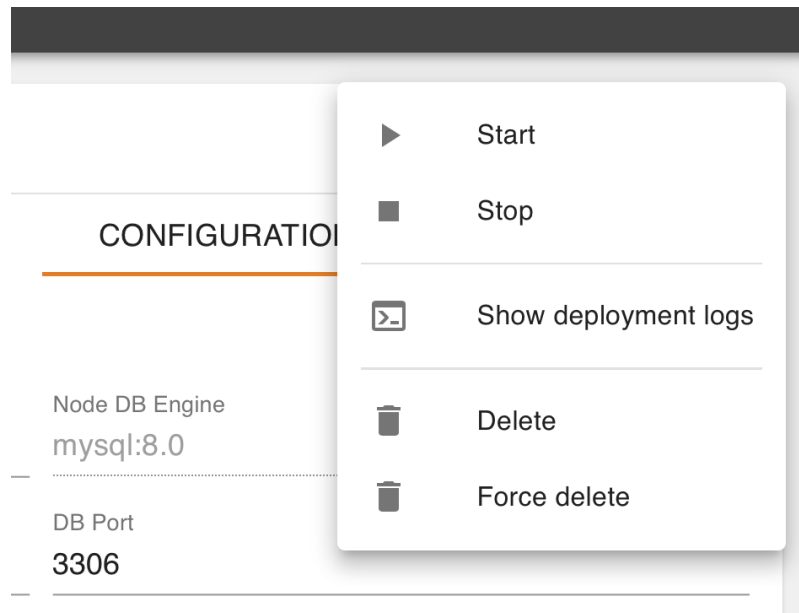 Start
Stop
CONFIGURATIO
Show deployment logs
Node DB Engine
mysql:8.0
Delete
Force delete
DB Port
3306